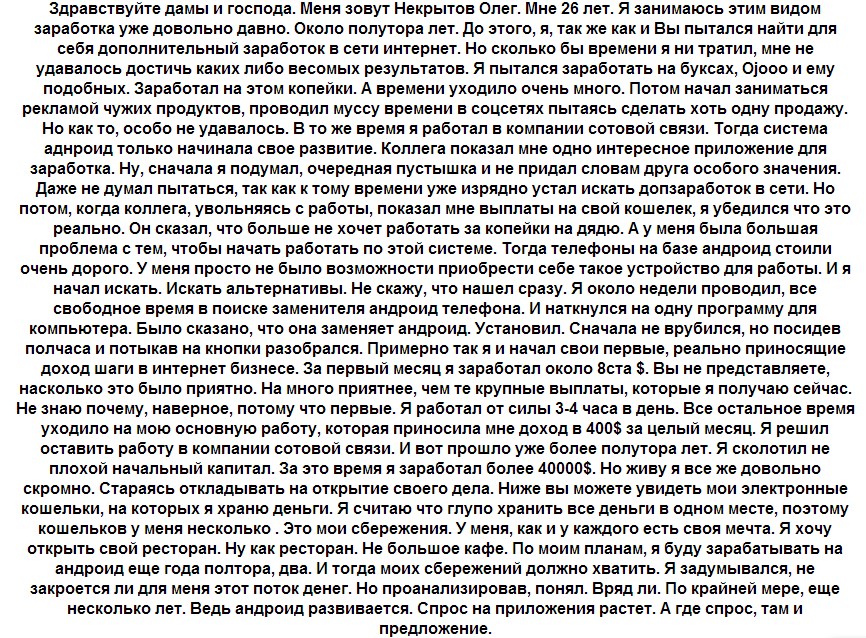 Здравствуйте дамы и господа. Меня зовут Некрытов Олег. Мне 26 лет. Я занимаюсь этим видом
заработка уже довольно давно. Около полутора лет. До этого, я, так же как и Вы пытался найти для
себя дополнительный заработок в сети интернет. Но сколько бы времени я ни тратил, мне не
удавалось достичь каких либо весомых результатов. Я пытался заработать на буксах, Ojooo и ему
подобных. Заработал на этом копейки. А времени уходило очень много. Потом начал заниматься
рекламой чужих продуктов, проводил муссу времени в соцсетях пытаясь сделать хоть одну продажу.
Но как то, особо не удавалось. В то же время я работал в компании сотовой связи. Тогда система
аднроид только начинала свое развитие. Коллега показал мне одно интересное приложение для
заработка. Ну, сначала я подумал, очередная пустышка и не придал словам друга особого значения.
Даже не думал пытаться, так как к тому времени уже изрядно устал искать допзаработок в сети. Но
потом, когда коллега, увольняясь с работы, показал мне выплаты на свой кошелек, я убедился что это
реально. Он сказал, что больше не хочет работать за копейки на дядю. А у меня была большая
проблема с тем, чтобы начать работать по этой системе. Тогда телефоны на базе андроид стоили
очень дорого. У меня просто не было возможности приобрести себе такое устройство для работы. И я
начал искать. Искать альтернативы. Не скажу, что нашел сразу. Я около недели проводил, все
свободное время в поиске заменителя андроид телефона. И наткнулся на одну программу для
компьютера. Было сказано, что она заменяет андроид. Установил. Сначала не врубился, но посидев
полчаса и потыкав на кнопки разобрался. Примерно так я и начал свои первые, реально приносящие
доход шаги в интернет бизнесе. За первый месяц я заработал около 8ста $. Вы не представляете,
насколько это было приятно. На много приятнее, чем те крупные выплаты, которые я получаю сейчас.
Не знаю почему, наверное, потому что первые. Я работал от силы 3-4 часа в день. Все остальное время
уходило на мою основную работу, которая приносила мне доход в 400$ за целый месяц. Я решил
оставить работу в компании сотовой связи. И вот прошло уже более полутора лет. Я сколотил не
плохой начальный капитал. За это время я заработал более 40000$. Но живу я все же довольно
скромно. Стараясь откладывать на открытие своего дела. Ниже вы можете увидеть мои электронные
кошельки, на которых я храню деньги. Я считаю что глупо хранить все деньги в одном месте, поэтому
кошельков у меня несколько . Это мои сбережения. У меня, как и у каждого есть своя мечта. Я хочу
открыть свой ресторан. Ну как ресторан. Не большое кафе. По моим планам, я буду зарабатывать на
андроид еще года полтора, два. И тогда моих сбережений должно хватить. Я задумывался, не
закроется ли для меня этот поток денег. Но проанализировав, понял. Вряд ли. По крайней мере, еще
несколько лет. Ведь андроид развивается. Спрос на приложения растет. А где спрос, там и
предложение.